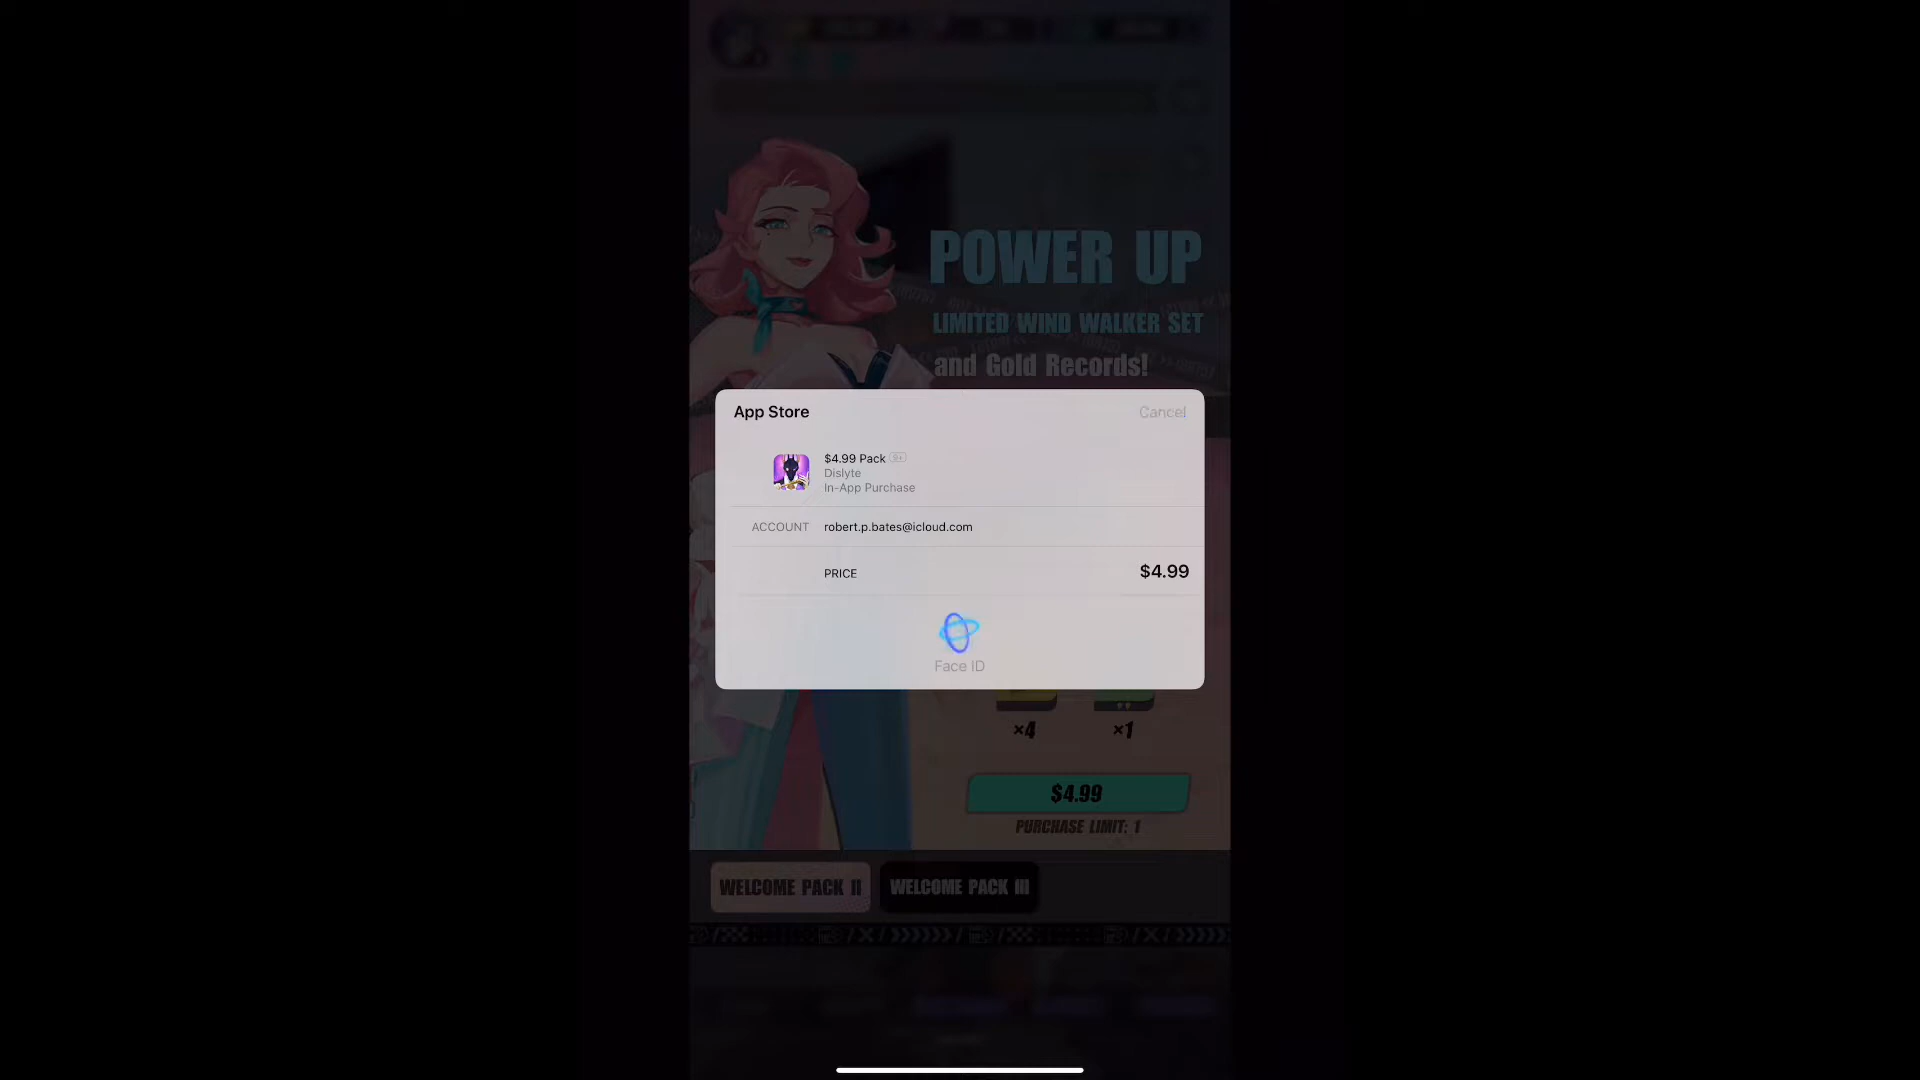 POWER UP
LIMITED WIND WALKER SET
and Gold Records!
App Store
Cancel
$4.99 Pack 9+
Dislyte
In-App Purchase
ACCOUNT robert.p.bates@icloud.com
PRICE $4.99
Face ID
×4 ×1
$4.99
PURCHASE LIMIT: 1
WELCOME PACK II WELCOME PACK III